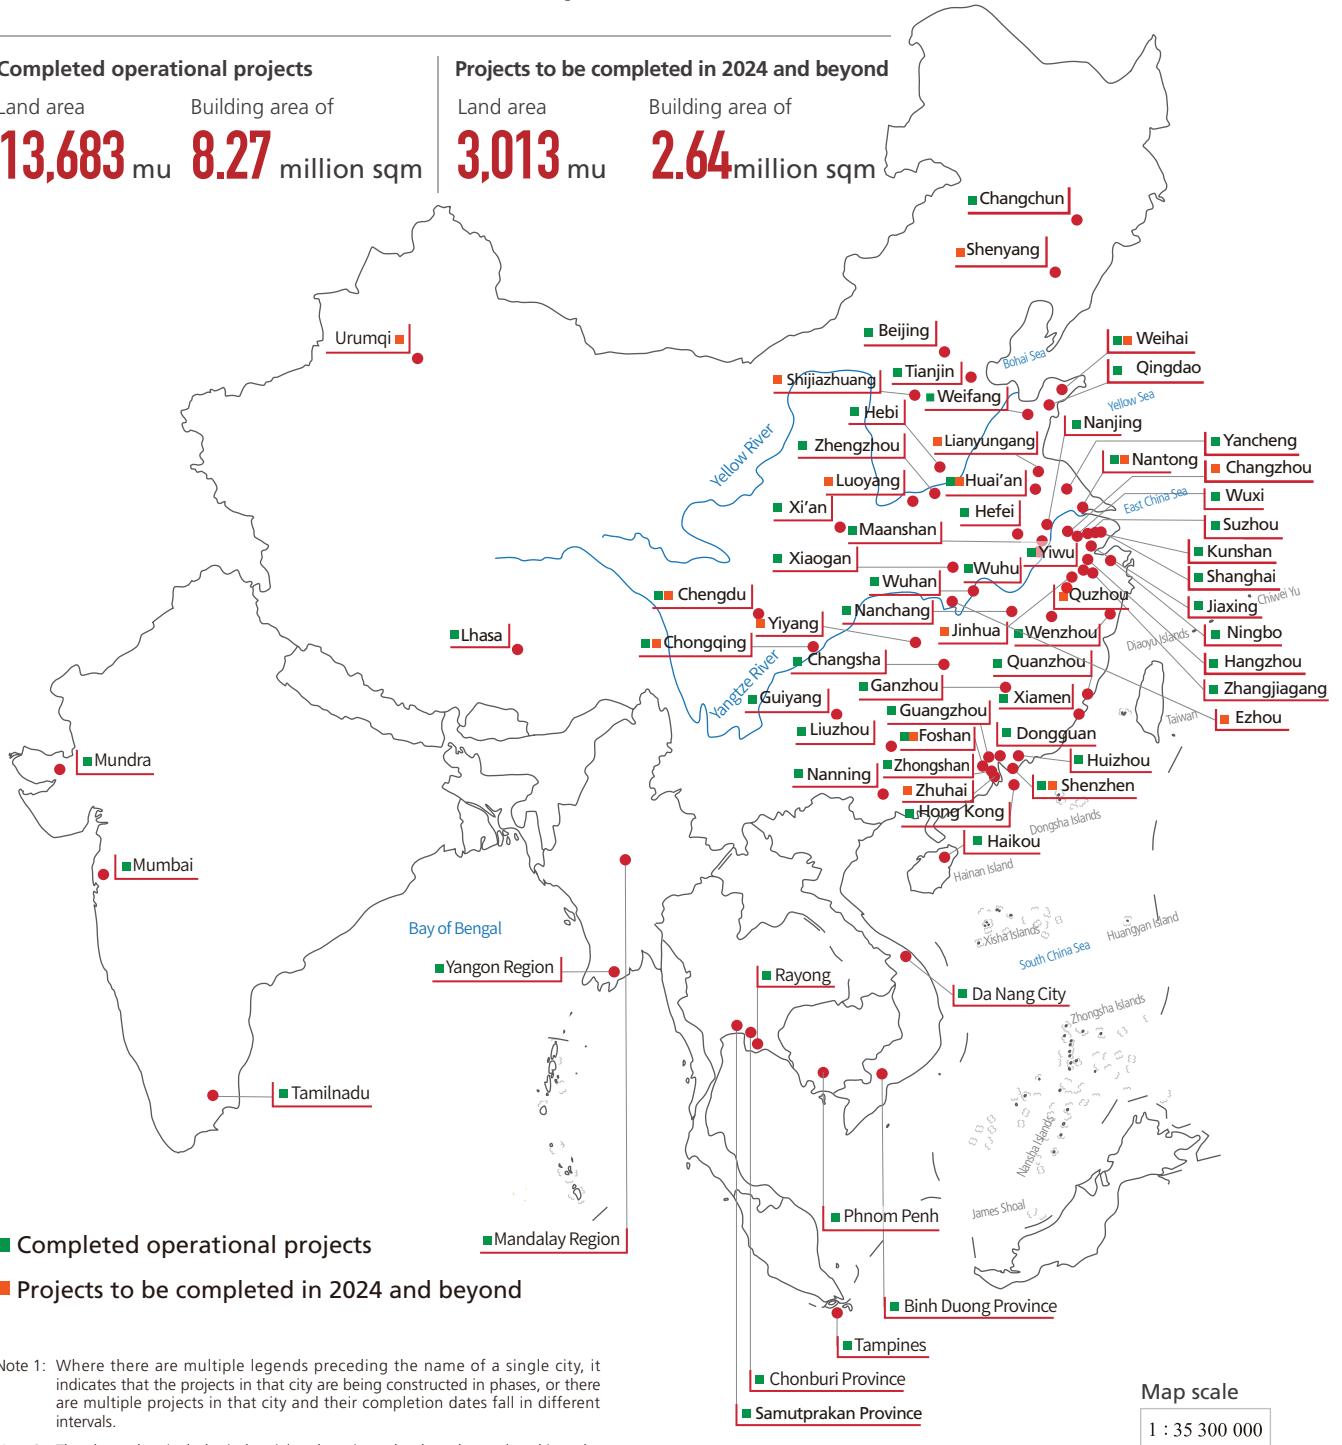 Completed operational projects
Land area
Building area of
13,683 mu
8.27 million sqm
Projects to be completed in 2024 and beyond
Land area
Building area of
3,013 mu
2.64 million sqm
Changchun
Shenyang
Urumqi
Beijing
Bohai Sea
Weihai
Tianjin
Qingdao
Shijiazhuang
Weifang
Yellow Sea
Hebi
Nanjing
Yellow River
Zhengzhou
Lianyungang
Yancheng
Nantong
Changzhou
Luoyang
Huai'an
East China Sea
Wuxi
Xi'an
Hefei
Suzhou
Maanshan
Yiwu
Kunshan
Xiaogan
Wuhu
Shanghai
Wuhan
Quzhou
Chiwei Yu
Chengdu
Jiaxing
Nanchang
Yiyang
Jinhua
Wenzhou
Ningbo
Lhasa
Chongqing
Diaoyu Islands
Changsha
Quanzhou
Hangzhou
Yangtze River
Guiyang
Ganzhou
Xiamen
Zhangjiagang
Guangzhou
Taiwan
Ezhou
Liuzhou
Foshan
Dongguan
Mundra
Zhongshan
Huizhou
Nanning
Zhuhai
Shenzhen
Hong Kong
Dongsha Islands
Haikou
Mumbai
Hainan Island
Bay of Bengal
Xisha Islands
Huangyan Island
South China Sea
Yangon Region
Rayong
Da Nang City
Zhongsha Islands
Tamilnadu
Nansha Islands
James Shoal
Phnom Penh
Mandalay Region
Completed operational projects
Projects to be completed in 2024 and beyond
Binh Duong Province
Tampines
Chonburi Province
Samutprakan Province
Note 1: Where there are multiple legends preceding the name of a single city, it
indicates that the projects in that city are being constructed in phases, or there
are multiple projects in that city and their completion dates fall in different
intervals.
Map scale
1 : 35 300 000